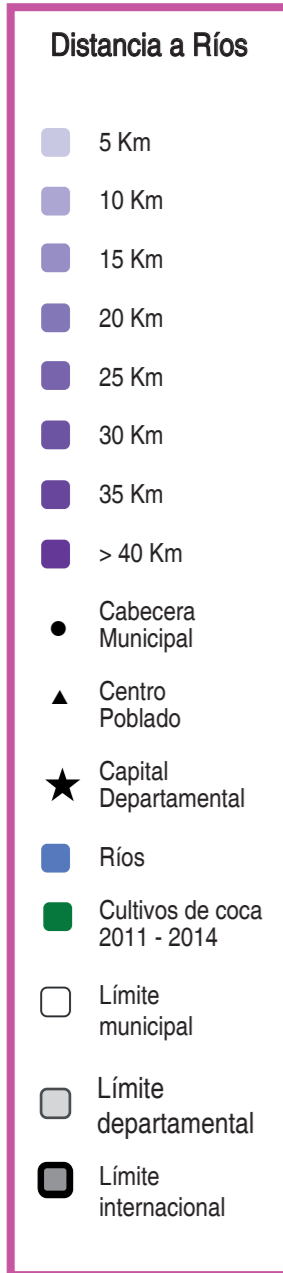 Distancia a Ríos
5 Km
10 Km
15 Km
20 Km
25 Km
30 Km
35 Km
> 40 Km
Cabecera
Municipal
Centro
Poblado
Capital
Departamental
Ríos
Cultivos de coca
2011 - 2014
Límite
municipal
Límite
departamental
Límite
internacional